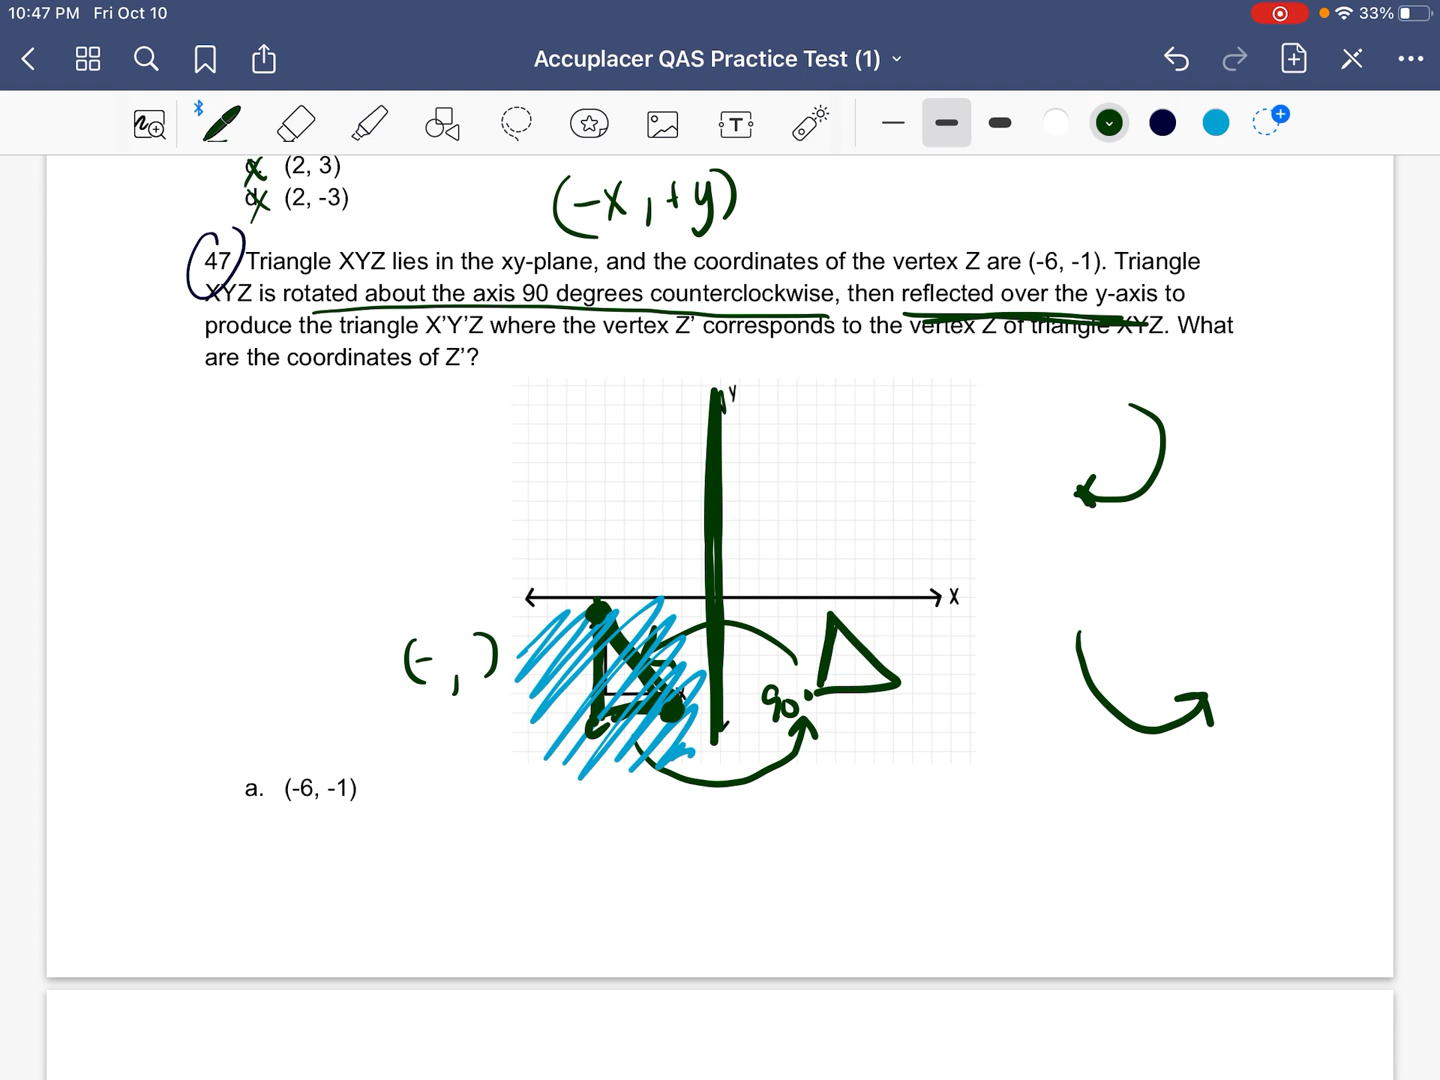 10:47 PM Fri Oct 10
33%
Accuplacer QAS Practice Test (1)
T
(2, 3)
d. (2, -3)
(-x, +y)
47. Triangle XYZ lies in the xy-plane, and the coordinates of the vertex Z are (-6, -1). Triangle
XYZ is rotated about the axis 90 degrees counterclockwise, then reflected over the y-axis to
produce the triangle X’Y’Z where the vertex Z’ corresponds to the vertex Z of triangle XYZ. What
are the coordinates of Z’?
Y
X
(-, )
90°
a. (-6, -1)